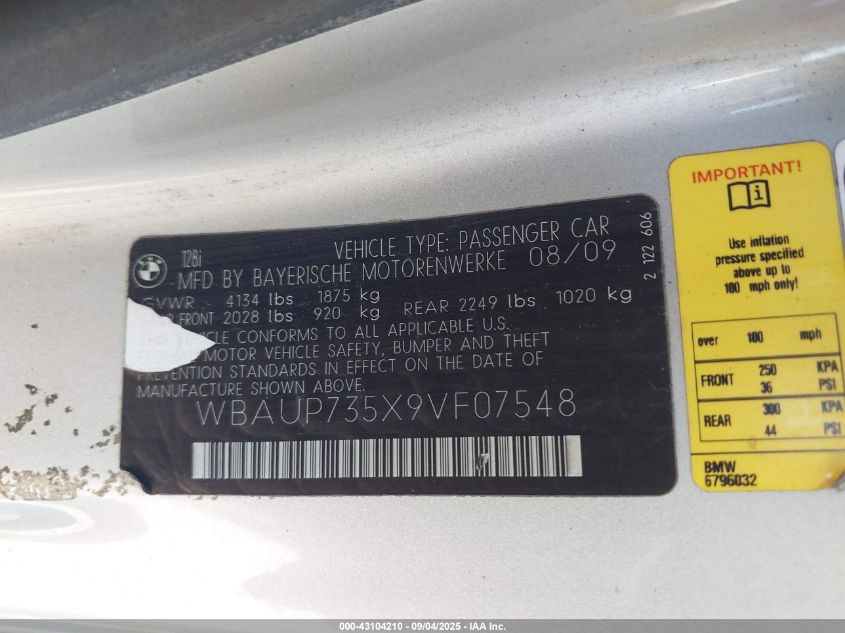 128i
VEHICLE TYPE: PASSENGER CAR
MFD BY BAYERISCHE MOTORENWERKE 08/09
GVWR 4134 lbs 1875 kg
FRONT 2028 lbs 920 kg REAR 2249 lbs 1020 kg
VEHICLE CONFORMS TO ALL APPLICABLE U.S.
MOTOR VEHICLE SAFETY, BUMPER AND THEFT
PREVENTION STANDARDS IN EFFECT ON THE DATE OF
MANUFACTURE SHOWN ABOVE.
WBAUP735X9VF07548
2 122 606
IMPORTANT!
Use inflation
pressure specified
above up to
100 mph only!
over 100 mph
FRONT 250 KPA
36 PSI
REAR 300 KPA
44 PSI
BMW
6796032
000-43104210 - 09/04/2025 - IAA Inc.